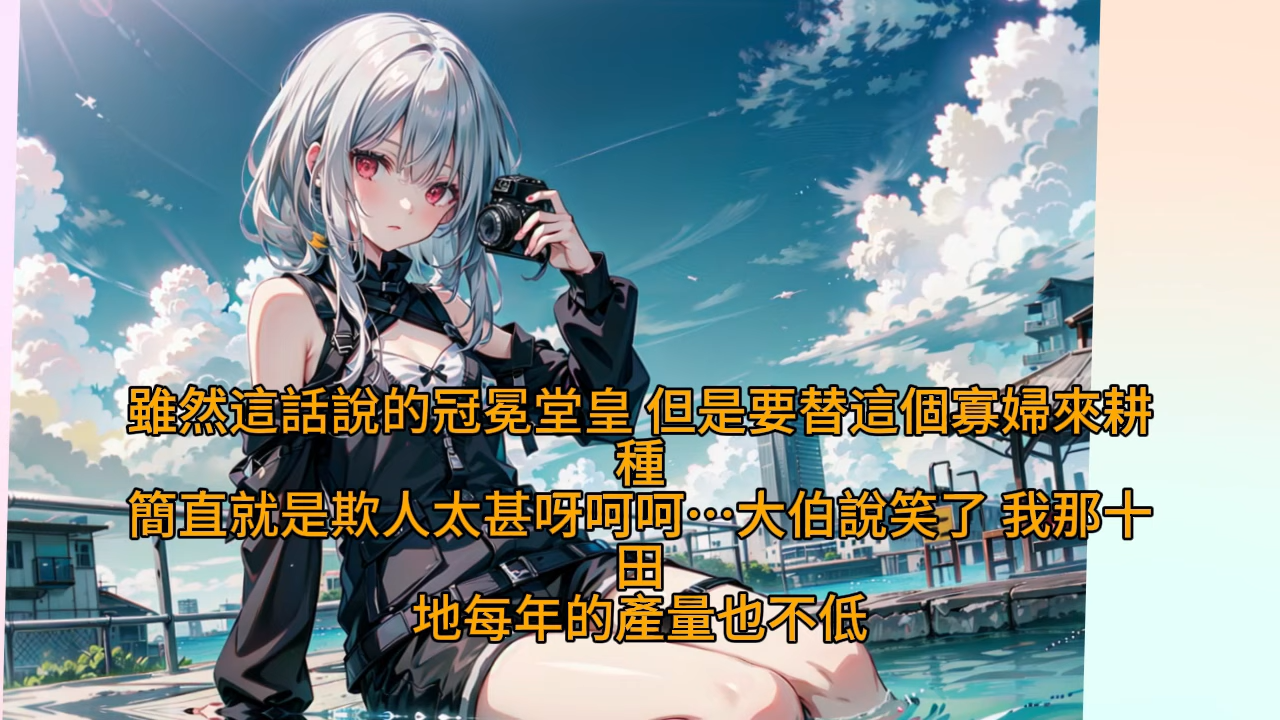 雖然這話說的冠冕堂皇 但是要替這個寡婦來耕
種
簡直就是欺人太甚呀呵呵…大伯說笑了 我那十
田
地每年的產量也不低